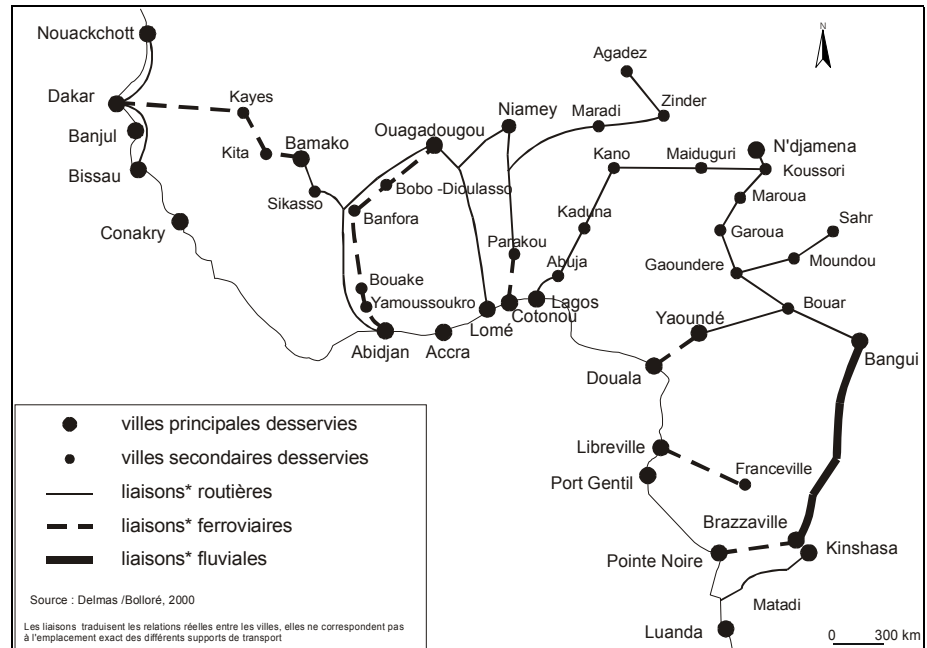 Nouackchott
N
Agadez
Dakar
Kayes
Zinder
Niamey
Maradi
Banjul
Ouagadougou
Kita
Bamako
N'djamena
Kano
Maiduguri
Bissau
Koussori
Bobo -Dioulasso
Sikasso
Maroua
Banfora
Kaduna
Sahr
Conakry
Garoua
Parakou
Abuja
Moundou
Gaoundere
Bouake
Yamoussoukro
Lagos
Bouar
Cotonou
Yaoundé
Lomé
Abidjan
Accra
Bangui
Douala
villes principales desservies
Libreville
villes secondaires desservies
Franceville
Port Gentil
liaisons* routières
liaisons* ferroviaires
Brazzaville
Kinshasa
liaisons* fluviales
Pointe Noire
Source : Delmas /Bolloré, 2000
Matadi
Les liaisons traduisent les relations réelles entre les villes, elles ne correspondent pas
à l'emplacement exact des différents supports de transport
Luanda
0 300 km